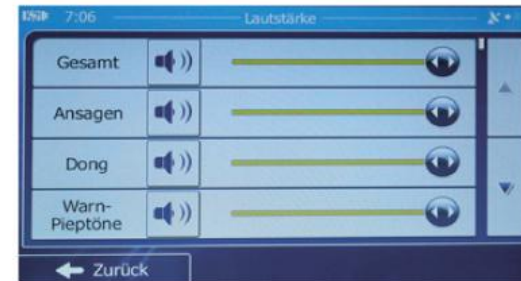 7:06
Lautstärke
Gesamt
Ansagen
Dong
Warn-
Pieptöne
Zurück